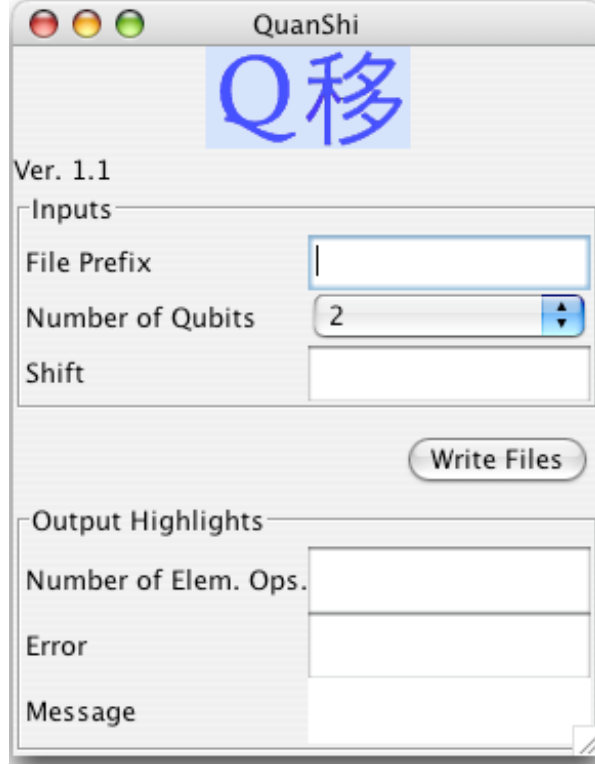 QuanShi
Q移
Ver. 1.1
Inputs
File Prefix
Number of Qubits 2
Shift
Write Files
Output Highlights
Number of Elem. Ops.
Error
Message